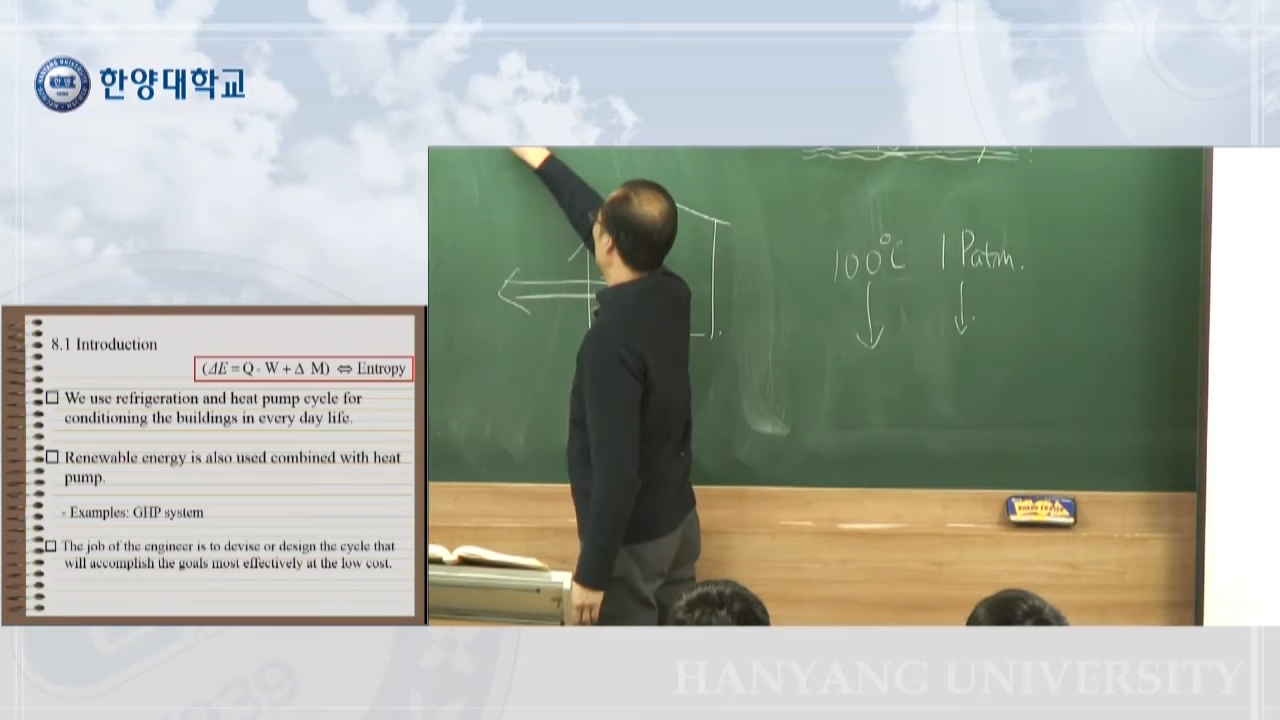 한양대학교
100°C 1 Patm.
8.1 Introduction
(ΔE = Q - W + Δ M) ⇔ Entropy
□ We use refrigeration and heat pump cycle for
conditioning the buildings in every day life.
□ Renewable energy is also used combined with heat
pump.
- Examples: GHP system
□ The job of the engineer is to devise or design the cycle that
will accomplish the goals most effectively at the low cost.
HANYANG UNIVERSITY